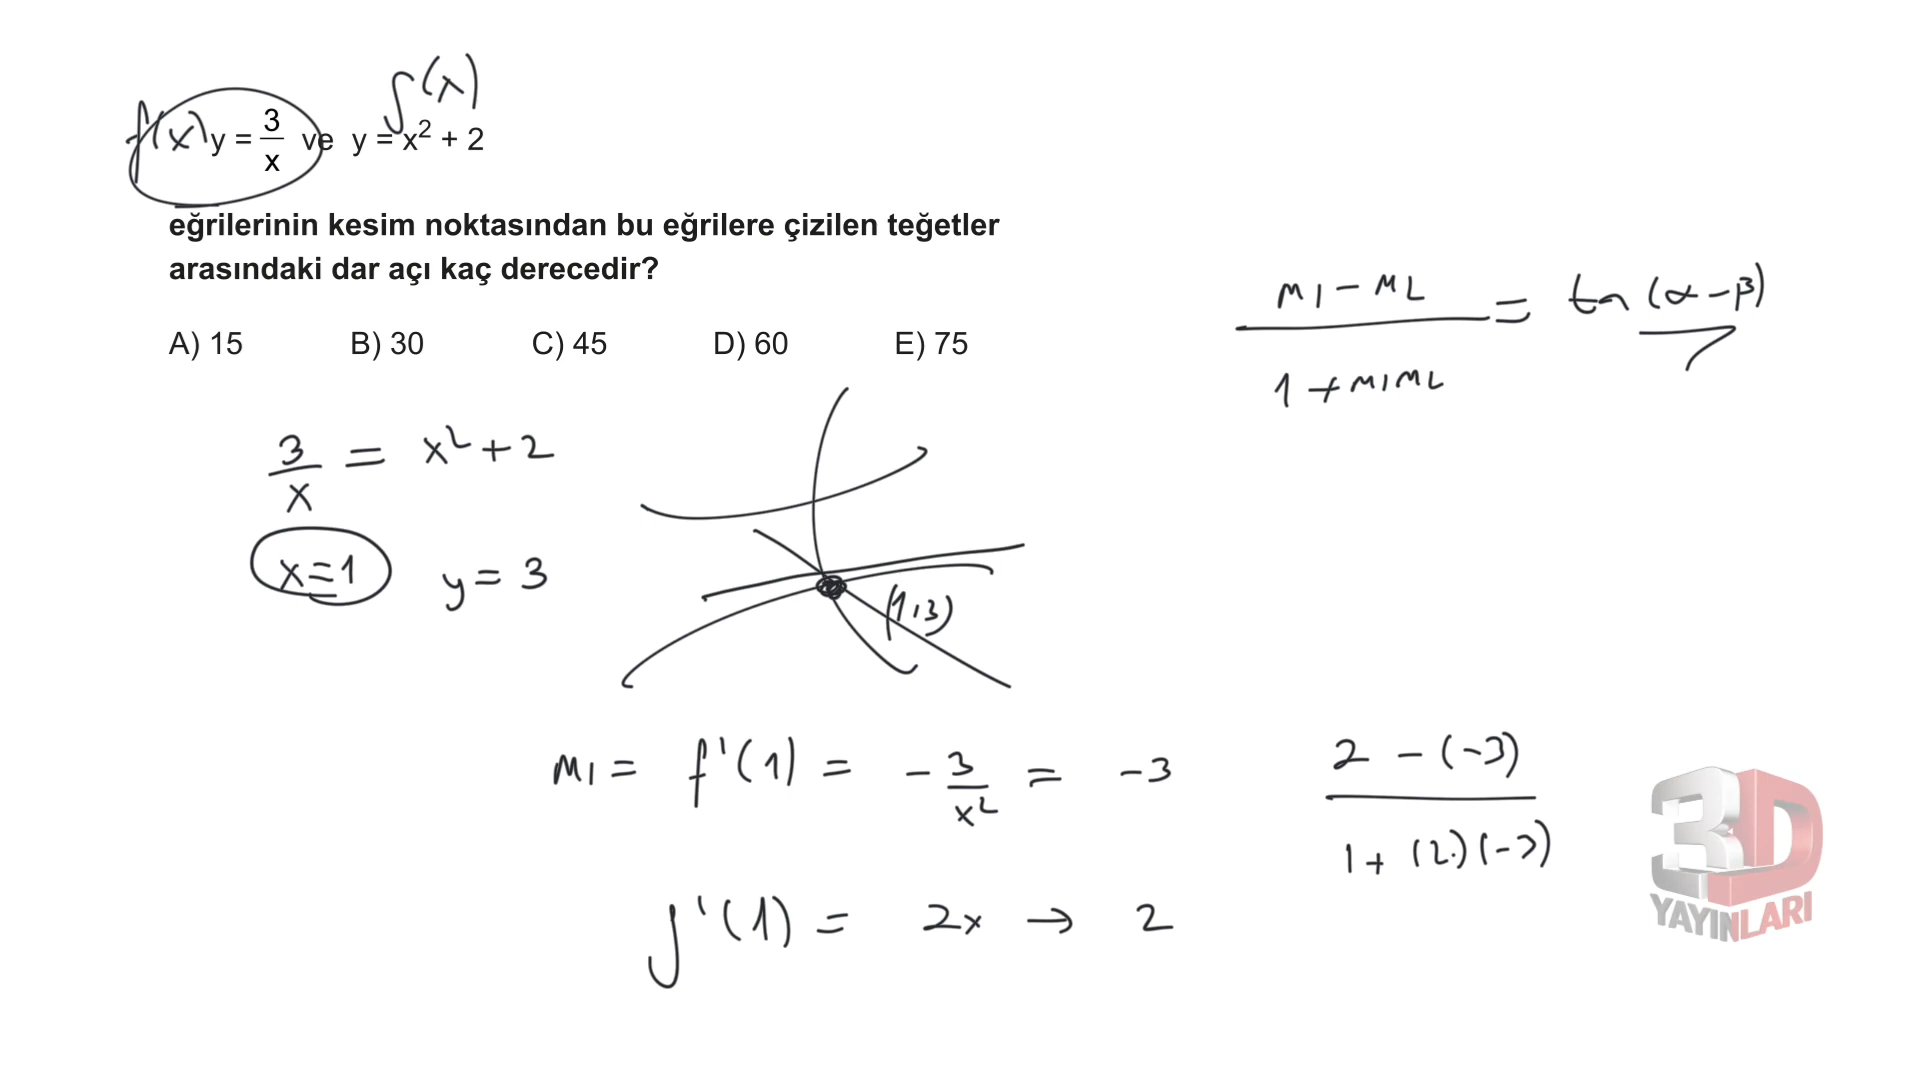 g(x)
f(x) y = 3/x ve y = x² + 2
eğrilerinin kesim noktasından bu eğrilere çizilen teğetler
arasındaki dar açı kaç derecedir?
A) 15 B) 30 C) 45 D) 60 E) 75
(m1 - m2)/(1 + m1m2) = tan(α - β)
3/x = x² + 2
x = 1 y = 3
(1,3)
m1 = f'(1) = -3/x² = -3
(2 - (-3))/(1 + (2.)(-3))
g'(1) = 2x → 2
3D
YAYINLARI